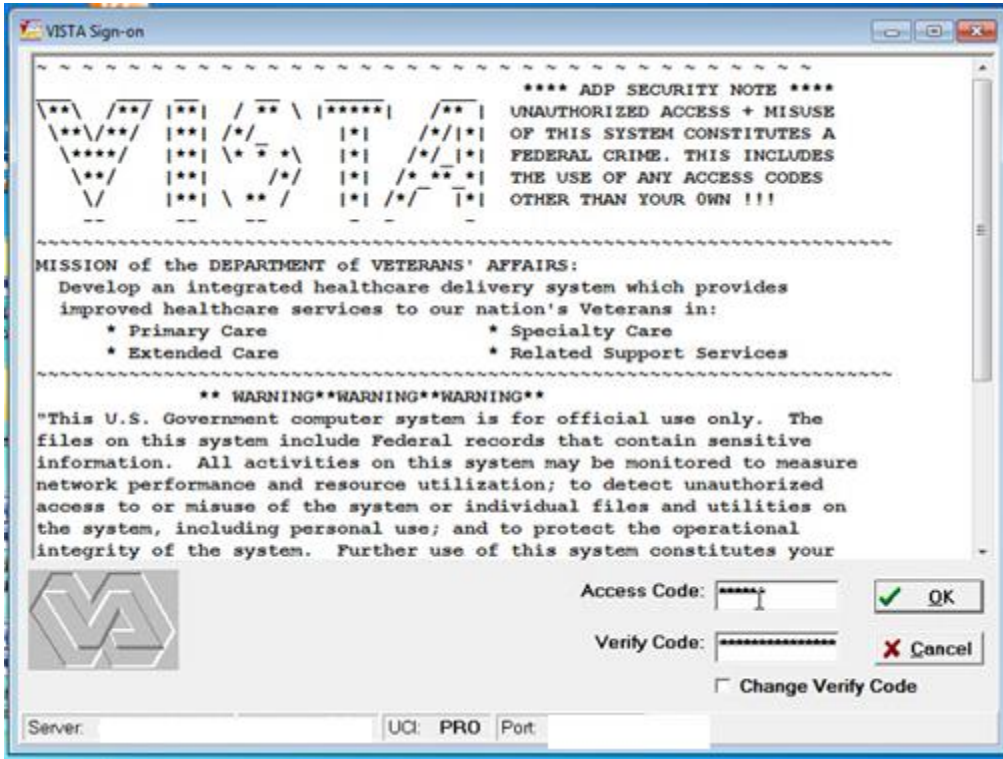 VISTA Sign-on
~ ~ ~ ~ ~ ~ ~ ~ ~ ~ ~ ~ ~ ~ ~ ~ ~ ~ ~ ~ ~ ~ ~ ~ ~ ~ ~ ~ ~ ~ ~ ~ ~ ~
VISTA
**** ADP SECURITY NOTE ****
UNAUTHORIZED ACCESS + MISUSE
OF THIS SYSTEM CONSTITUTES A
FEDERAL CRIME. THIS INCLUDES
THE USE OF ANY ACCESS CODES
OTHER THAN YOUR OWN !!!
MISSION of the DEPARTMENT of VETERANS' AFFAIRS:
Develop an integrated healthcare delivery system which provides
improved healthcare services to our nation's Veterans in:
* Primary Care * Specialty Care
* Extended Care * Related Support Services
** WARNING**WARNING**WARNING**
"This U.S. Government computer system is for official use only. The
files on this system include Federal records that contain sensitive
information. All activities on this system may be monitored to measure
network performance and resource utilization; to detect unauthorized
access to or misuse of the system or individual files and utilities on
the system, including personal use; and to protect the operational
integrity of the system. Further use of this system constitutes your
Access Code: ******
OK
Verify Code: ***************
Cancel
Change Verify Code
Server: UCI: PRO Port: